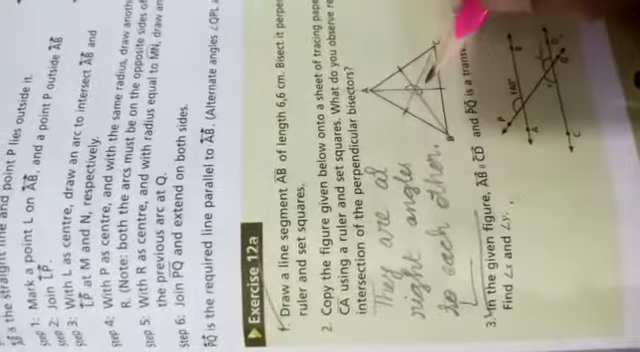 AB is the straight line and point P lies outside it.
Step 1: Mark a point L on AB, and a point P outside AB
Step 2: Join LP.
Step 3: With L as centre, draw an arc to intersect AB and
LP at M and N, respectively.
Step 4: With P as centre, and with the same radius, draw
R. (Note: both the arcs must be on the opposite sides of
Step 5: With R as centre, and with radius equal to MN, draw an
the previous arc at Q.
Step 6: Join PQ and extend on both sides.
PQ is the required line parallel to AB. (Alternate angles ∠QPL
Exercise 12a
1. Draw a line segment AB of length 6.6 cm. Bisect it
ruler and set squares.
2. Copy the figure given below onto a sheet of tracing
CA using a ruler and set squares. What do you observe
intersection of the perpendicular bisectors?
A
B
C
They are at
right angles
to each other.
3. In the given figure, AB ∥ CD and PQ is a
Find ∠x and ∠y.
P
A
B
C
D
Q